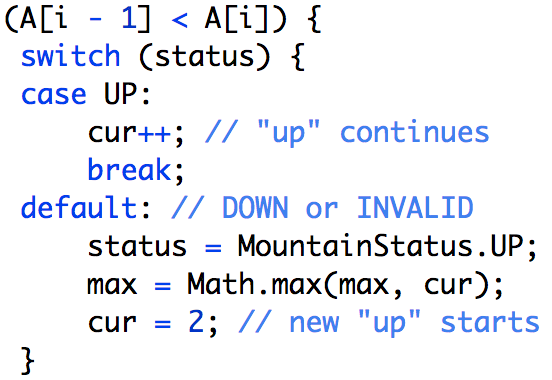 (A[i - 1] < A[i]) {
switch (status) {
case UP:
cur++; // "up" continues
break;
default: // DOWN or INVALID
status = MountainStatus.UP;
max = Math.max(max, cur);
cur = 2; // new "up" starts
}